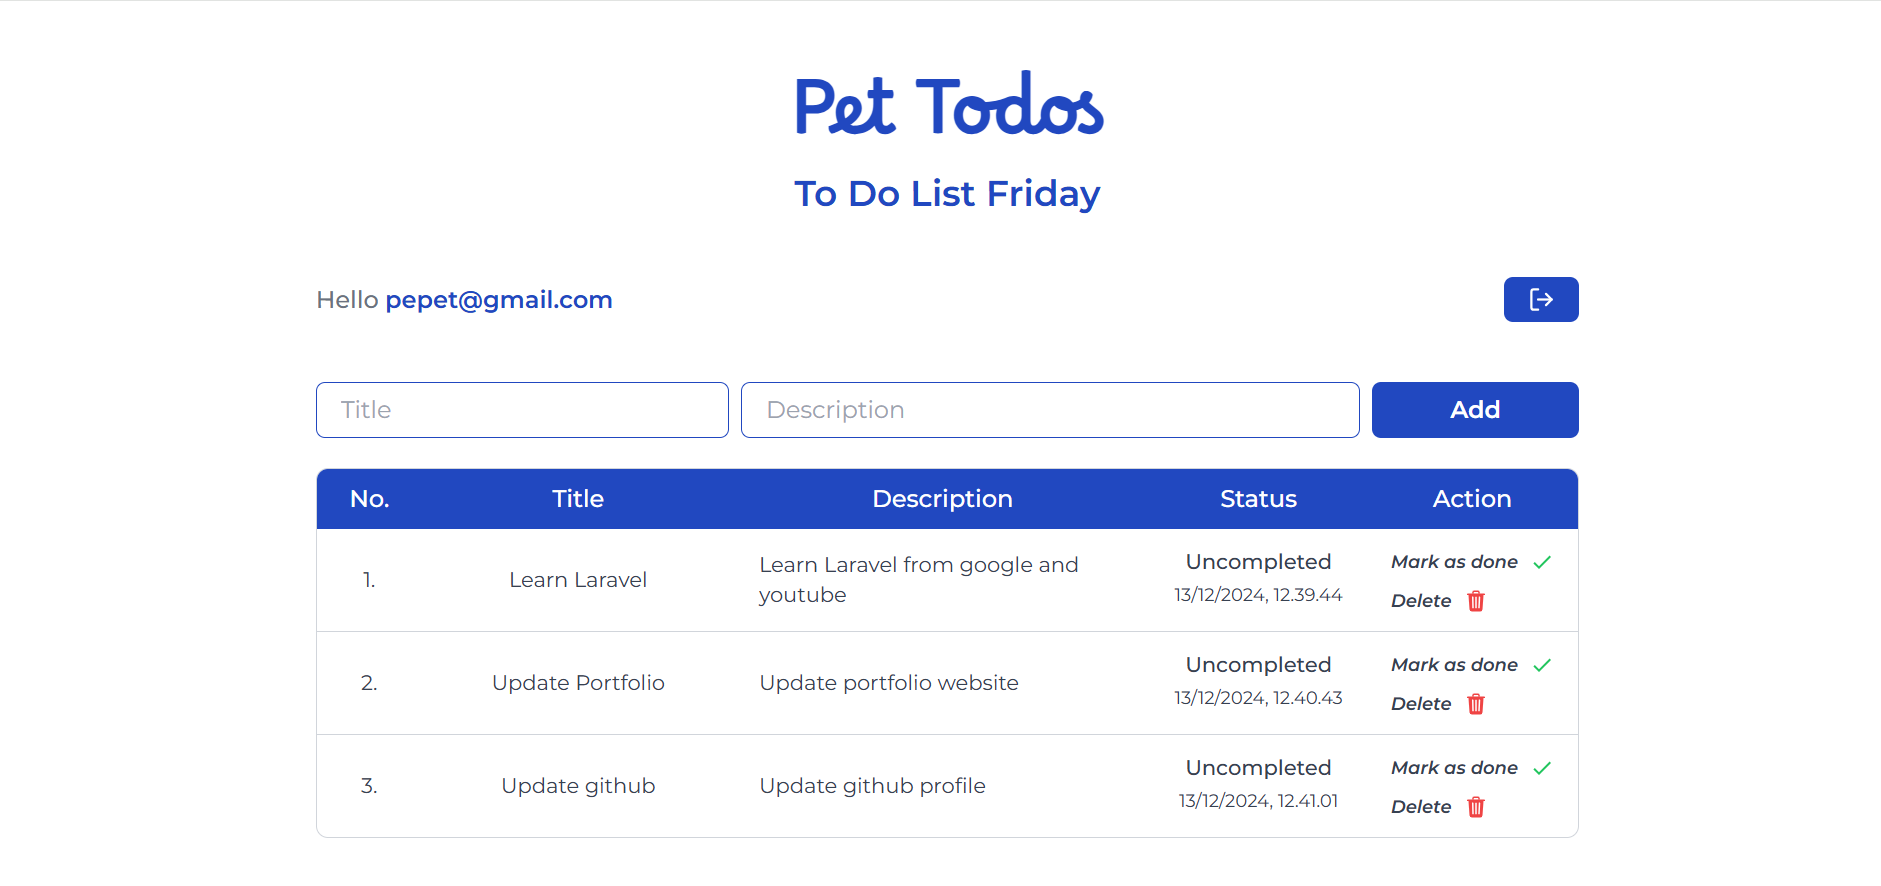 Pet Todos
To Do List Friday
Hello pepet@gmail.com
Title
Description
Add
No. Title Description Status Action
1. Learn Laravel
Learn Laravel from google and
youtube
Uncompleted
13/12/2024, 12.39.44
Mark as done
Delete
2. Update Portfolio
Update portfolio website
Uncompleted
13/12/2024, 12.40.43
Mark as done
Delete
3. Update github
Update github profile
Uncompleted
13/12/2024, 12.41.01
Mark as done
Delete